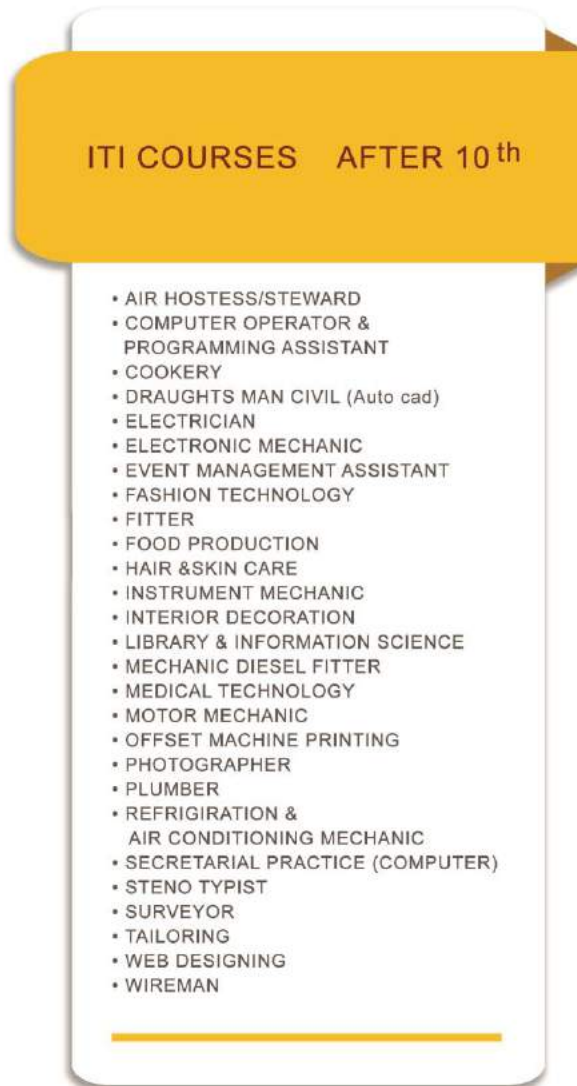 ITI COURSES AFTER 10th
• AIR HOSTESS/STEWARD
• COMPUTER OPERATOR &
PROGRAMMING ASSISTANT
• COOKERY
• DRAUGHTS MAN CIVIL (Auto cad)
• ELECTRICIAN
• ELECTRONIC MECHANIC
• EVENT MANAGEMENT ASSISTANT
• FASHION TECHNOLOGY
• FITTER
• FOOD PRODUCTION
• HAIR &SKIN CARE
• INSTRUMENT MECHANIC
• INTERIOR DECORATION
• LIBRARY & INFORMATION SCIENCE
• MECHANIC DIESEL FITTER
• MEDICAL TECHNOLOGY
• MOTOR MECHANIC
• OFFSET MACHINE PRINTING
• PHOTOGRAPHER
• PLUMBER
• REFRIGIRATION &
AIR CONDITIONING MECHANIC
• SECRETARIAL PRACTICE (COMPUTER)
• STENO TYPIST
• SURVEYOR
• TAILORING
• WEB DESIGNING
• WIREMAN